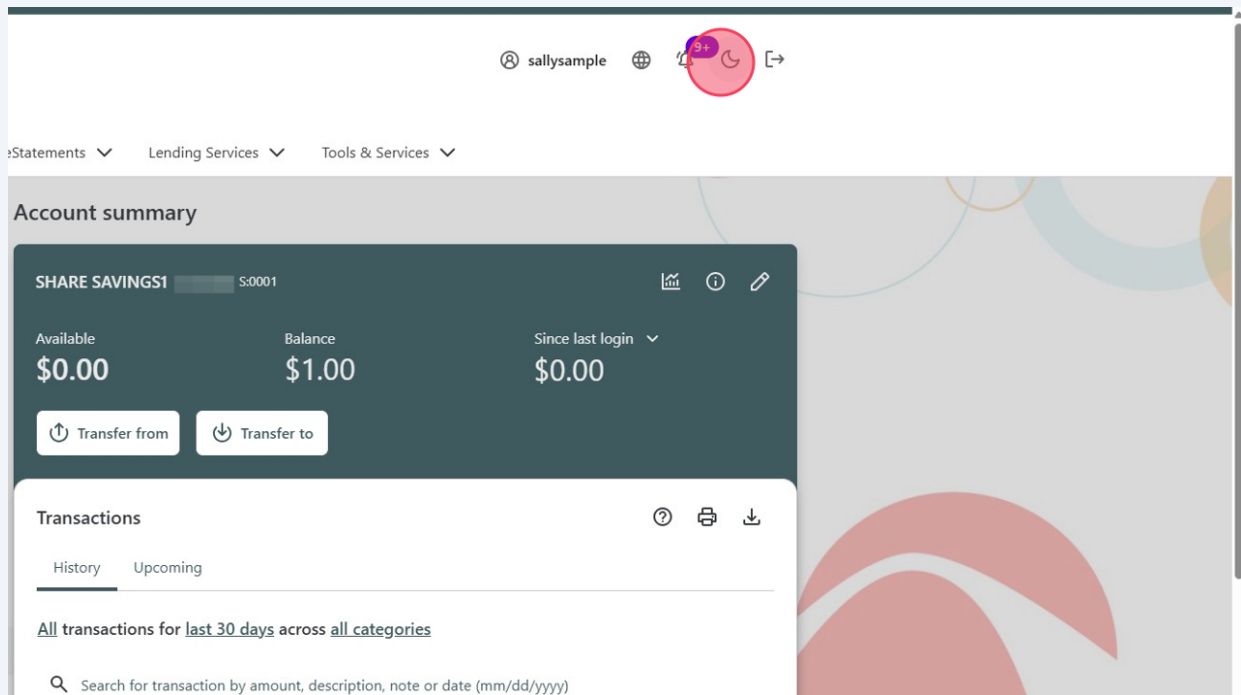 sallysample 9+
eStatements Lending Services Tools & Services
Account summary
SHARE SAVINGS1 S:0001
Available Balance Since last login
$0.00 $1.00 $0.00
Transfer from Transfer to
Transactions
History Upcoming
All transactions for last 30 days across all categories
Search for transaction by amount, description, note or date (mm/dd/yyyy)